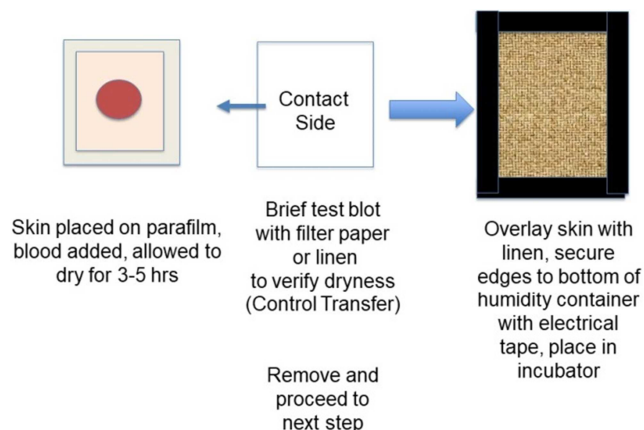 Contact
Side
Skin placed on parafilm,
blood added, allowed to
dry for 3-5 hrs
Brief test blot
with filter paper
or linen
to verify dryness
(Control Transfer)
Remove and
proceed to
next step
Overlay skin with
linen, secure
edges to bottom of
humidity container
with electrical
tape, place in
incubator